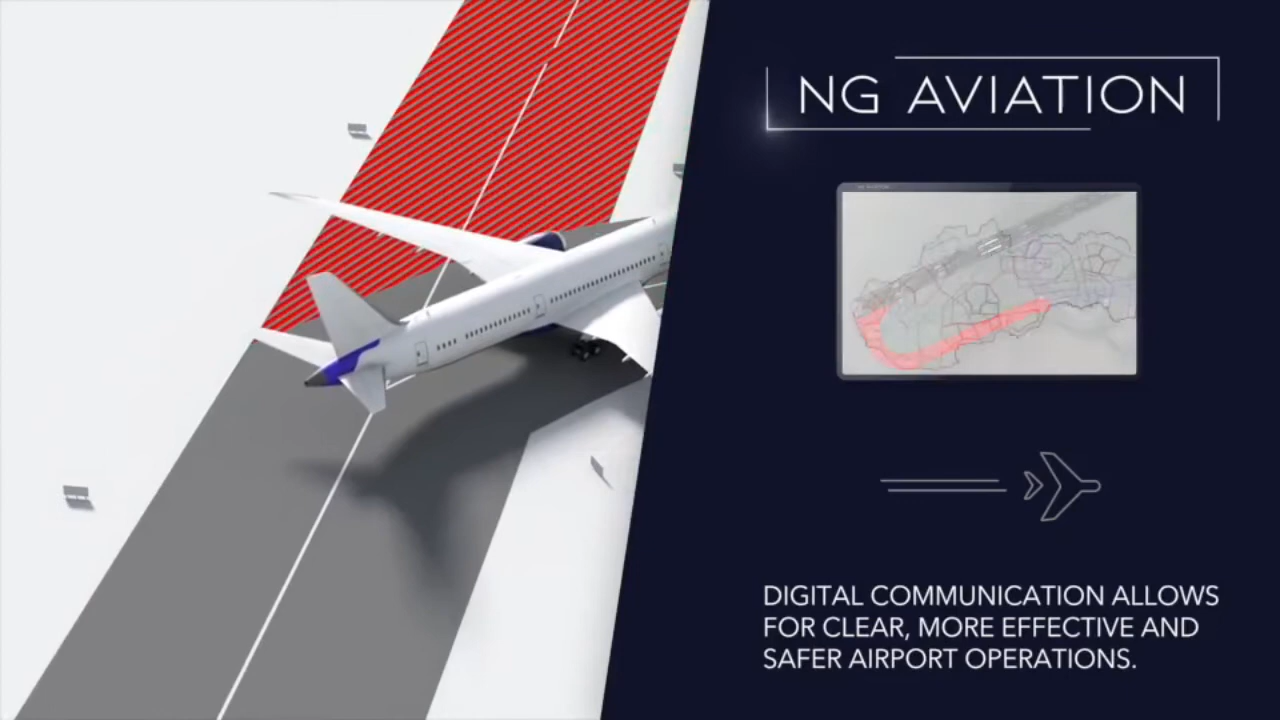 NG AVIATION
DIGITAL COMMUNICATION ALLOWS
FOR CLEAR, MORE EFFECTIVE AND
SAFER AIRPORT OPERATIONS.